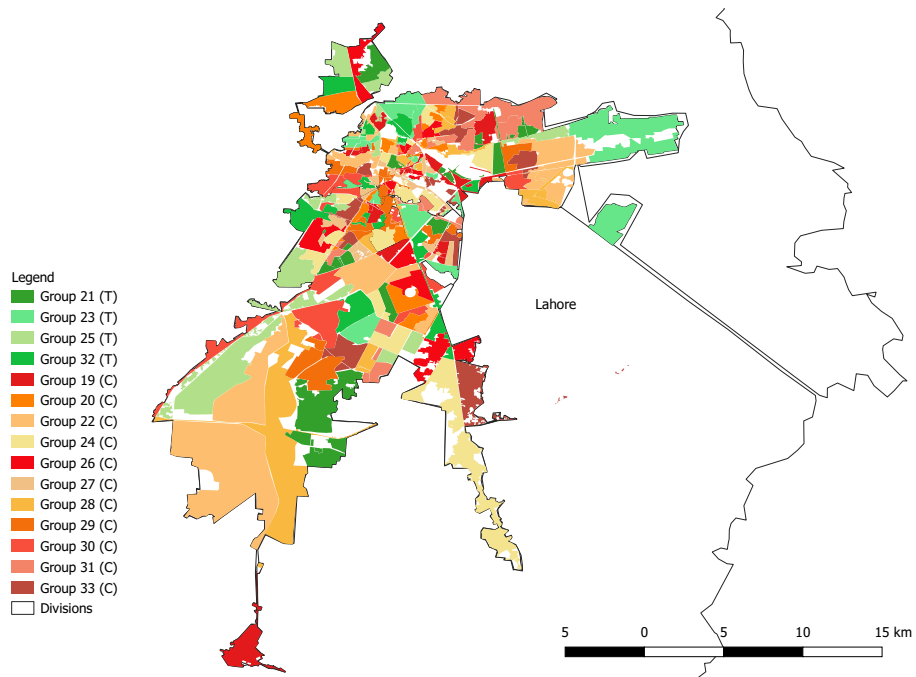 Lahore
Legend
Group 21 (T)
Group 23 (T)
Group 25 (T)
Group 32 (T)
Group 19 (C)
Group 20 (C)
Group 22 (C)
Group 24 (C)
Group 26 (C)
Group 27 (C)
Group 28 (C)
Group 29 (C)
Group 30 (C)
Group 31 (C)
Group 33 (C)
Divisions
5 0 5 10 15 km